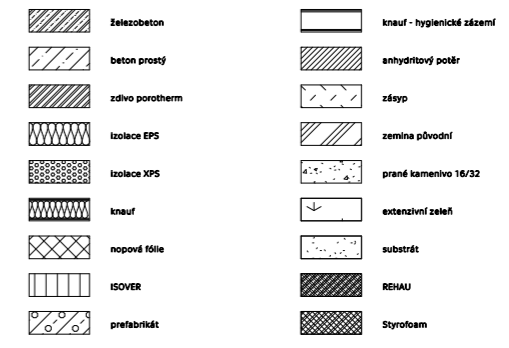 železobeton
beton prostý
zdivo porotherm
izolace EPS
izolace XPS
knauf
nopová fólie
ISOVER
prefabrikát
knauf - hygienické zázemí
anhydritový potěr
zásyp
zemina původní
prané kamenivo 16/32
extenzivní zeleň
substrát
REHAU
Styrofoam